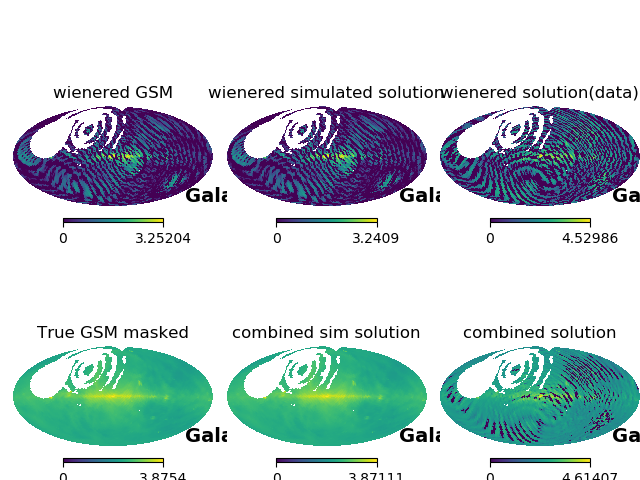 wienered GSM
wienered simulated solution
wienered solution(data)
Gala
Gala
Ga
0 3.25204
0 3.2409
0 4.52986
True GSM masked
combined sim solution
combined solution
Gala
Gala
Ga
0 3.8754
0 3.87111
0 4.61407